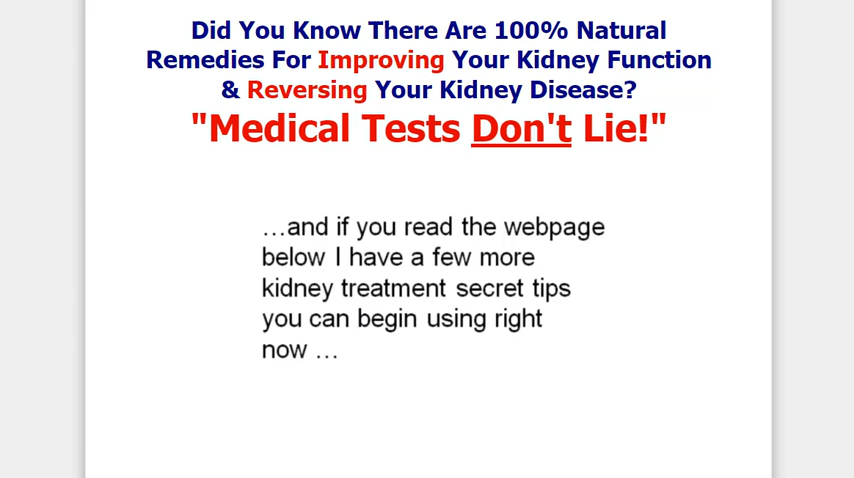 Did You Know There Are 100% Natural
Remedies For Improving Your Kidney Function
& Reversing Your Kidney Disease?
"Medical Tests Don't Lie!"
…and if you read the webpage
below I have a few more
kidney treatment secret tips
you can begin using right
now …